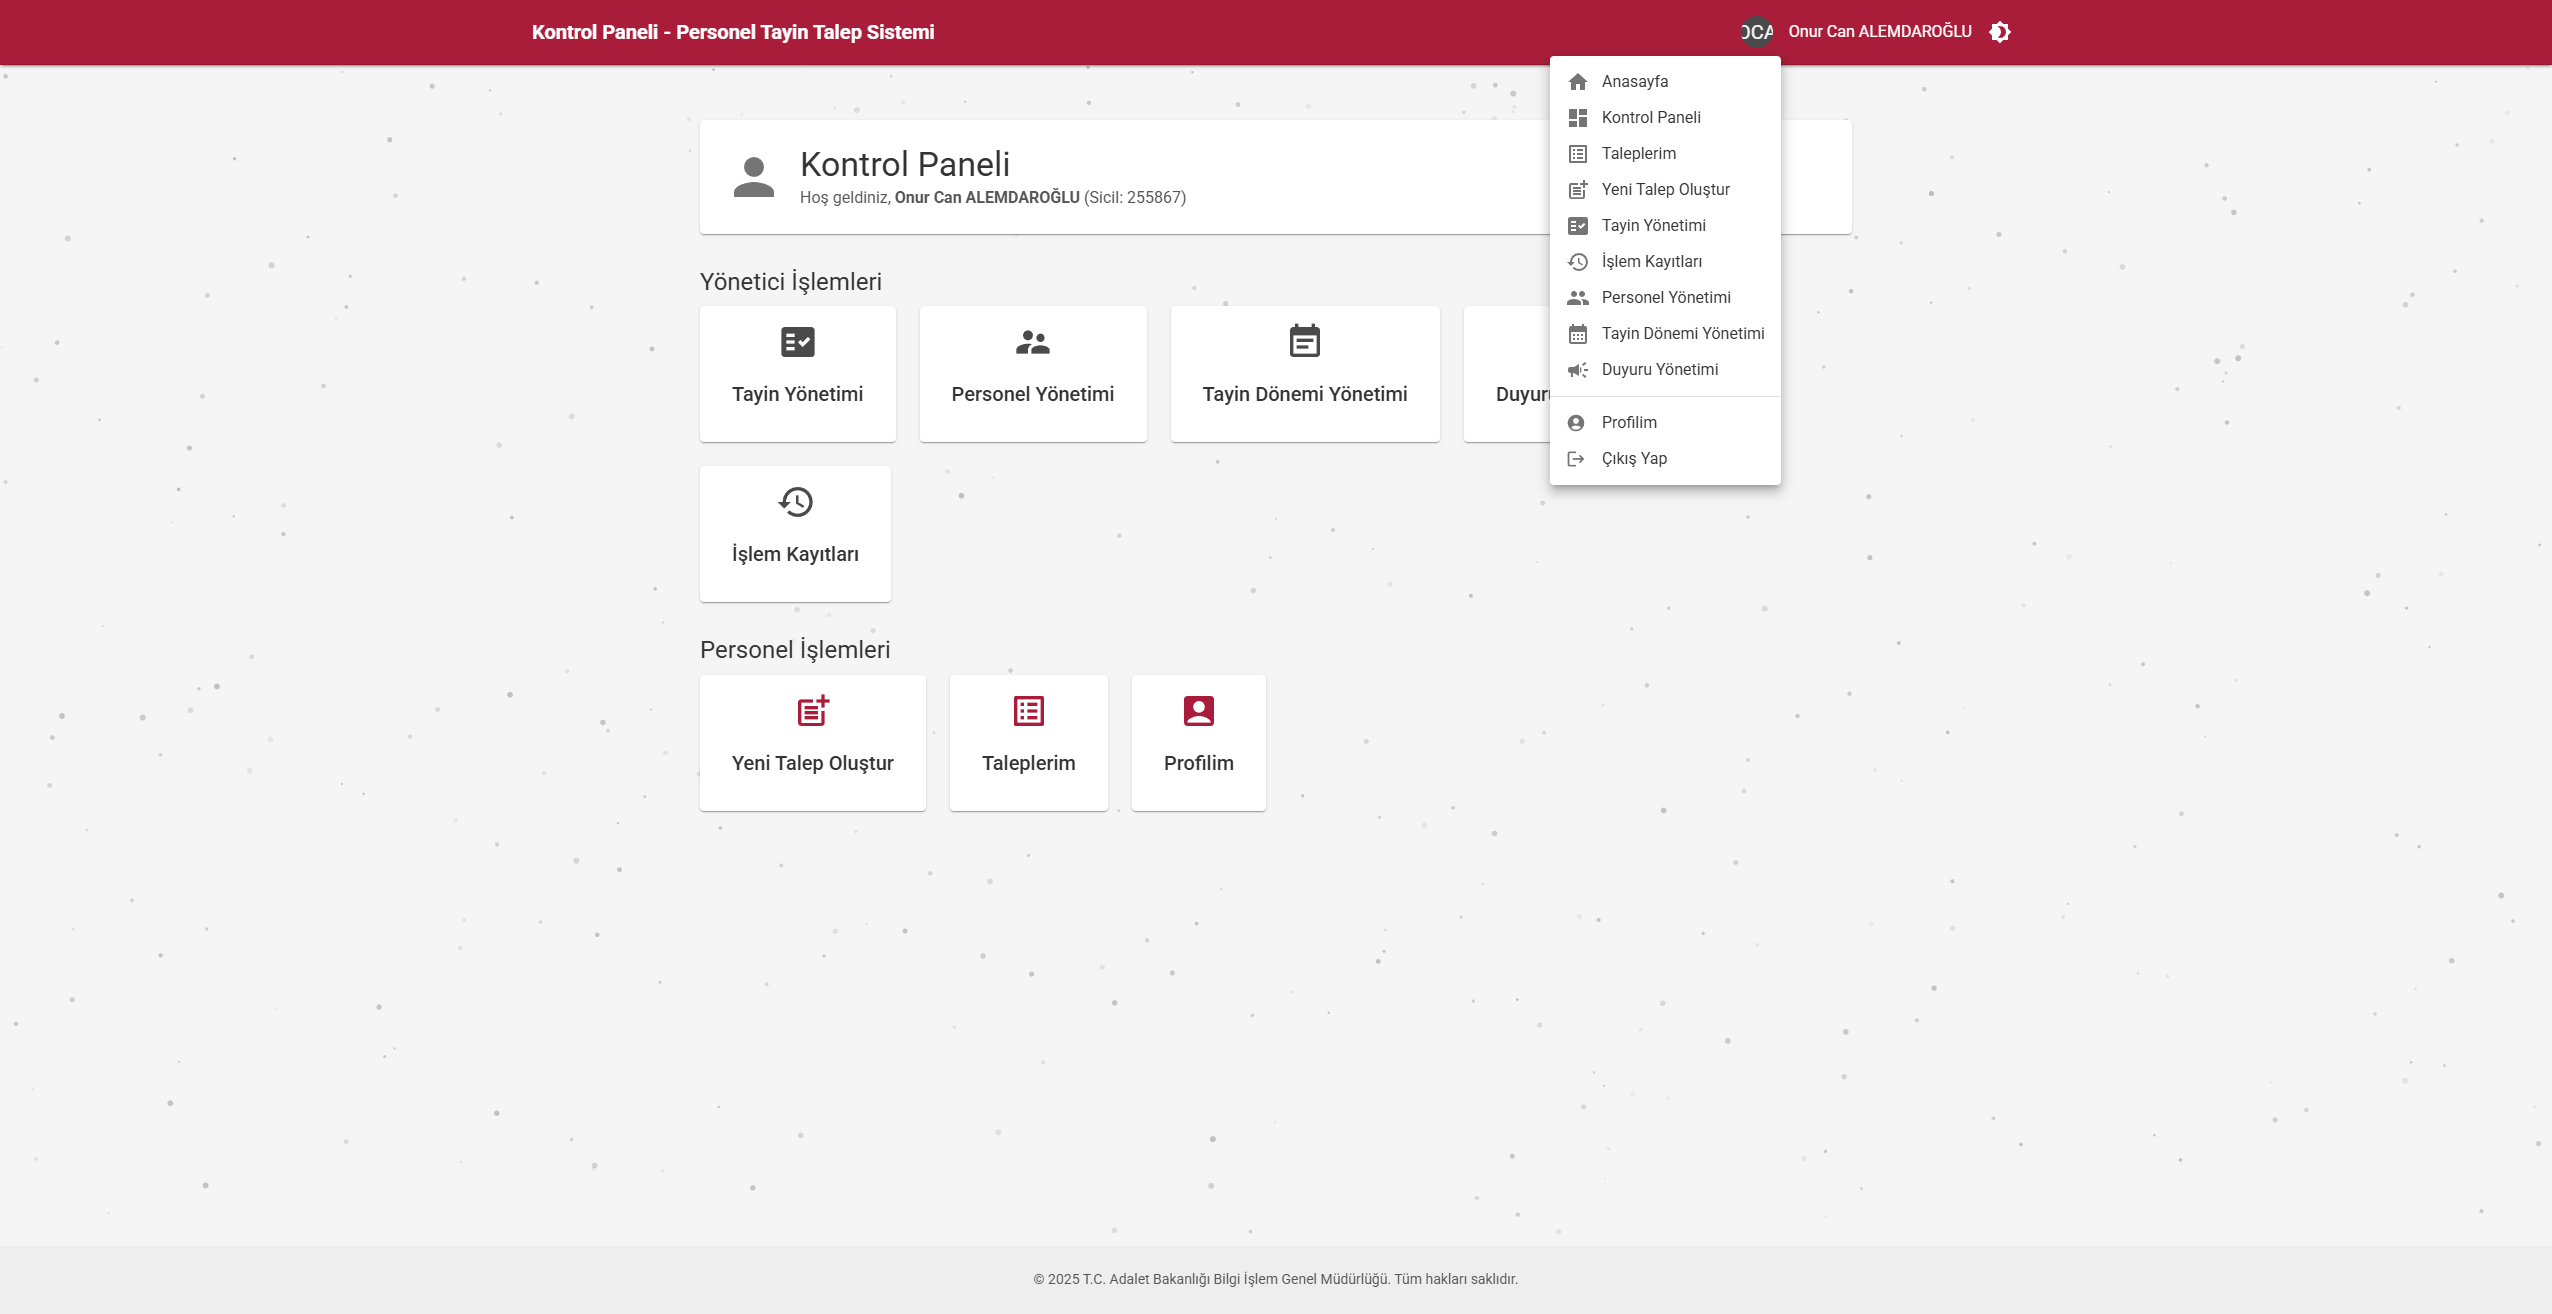 Kontrol Paneli - Personel Tayin Talep Sistemi
OCA Onur Can ALEMDAROĞLU
Anasayfa
Kontrol Paneli
Taleplerim
Yeni Talep Oluştur
Tayin Yönetimi
İşlem Kayıtları
Personel Yönetimi
Tayin Dönemi Yönetimi
Duyuru Yönetimi
Profilim
Çıkış Yap
Kontrol Paneli
Hoş geldiniz, Onur Can ALEMDAROĞLU (Sicil: 255867)
Yönetici İşlemleri
Tayin Yönetimi
Personel Yönetimi
Tayin Dönemi Yönetimi
Duyuru
İşlem Kayıtları
Personel İşlemleri
Yeni Talep Oluştur
Taleplerim
Profilim
© 2025 T.C. Adalet Bakanlığı Bilgi İşlem Genel Müdürlüğü. Tüm hakları saklıdır.